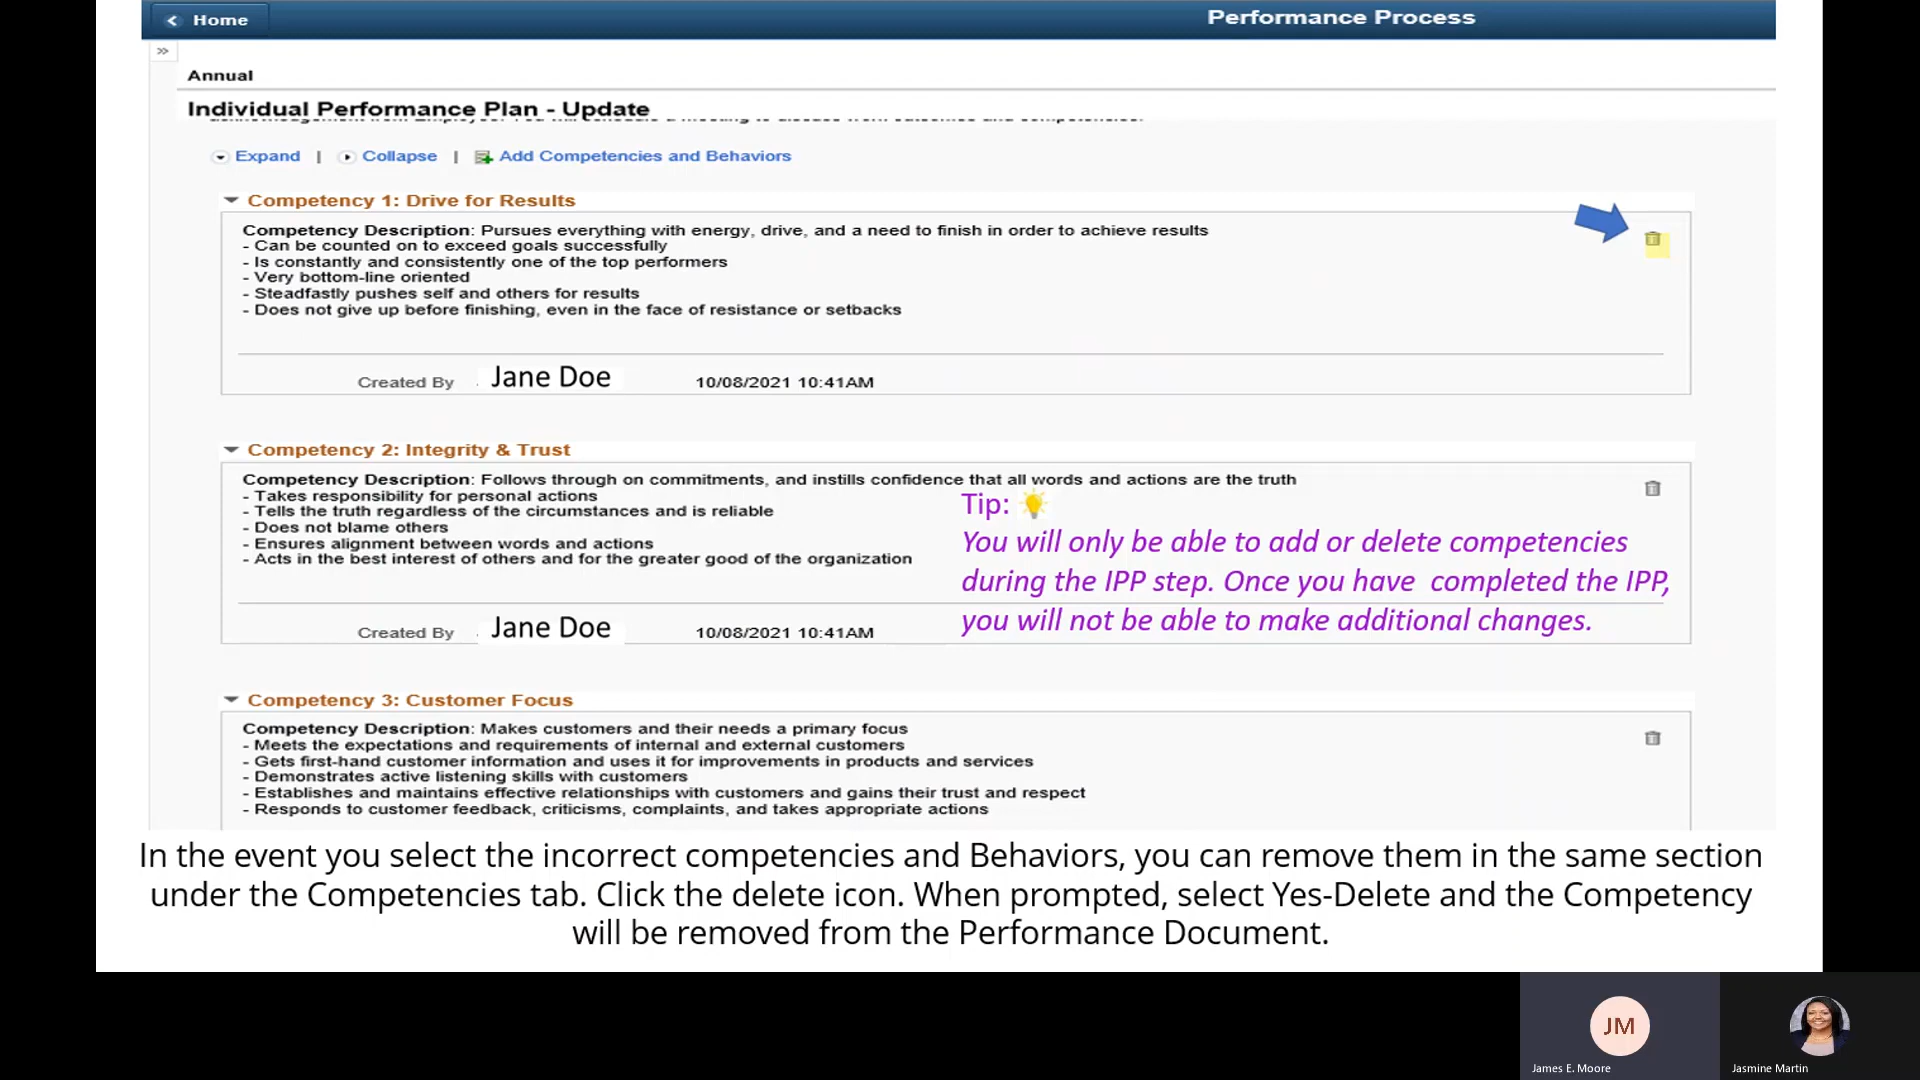 Home
Performance Process
»
Annual
Individual Performance Plan - Update
Expand | Collapse | Add Competencies and Behaviors
Competency 1: Drive for Results
Competency Description: Pursues everything with energy, drive, and a need to finish in order to achieve results
- Can be counted on to exceed goals successfully
- Is constantly and consistently one of the top performers
- Very bottom-line oriented
- Steadfastly pushes self and others for results
- Does not give up before finishing, even in the face of resistance or setbacks
Created By Jane Doe 10/08/2021 10:41AM
Competency 2: Integrity & Trust
Competency Description: Follows through on commitments, and instills confidence that all words and actions are the truth
- Takes responsibility for personal actions
- Tells the truth regardless of the circumstances and is reliable
- Does not blame others
- Ensures alignment between words and actions
- Acts in the best interest of others and for the greater good of the organization
Tip:
You will only be able to add or delete competencies
during the IPP step. Once you have completed the IPP,
you will not be able to make additional changes.
Created By Jane Doe 10/08/2021 10:41AM
Competency 3: Customer Focus
Competency Description: Makes customers and their needs a primary focus
- Meets the expectations and requirements of internal and external customers
- Gets first-hand customer information and uses it for improvements in products and services
- Demonstrates active listening skills with customers
- Establishes and maintains effective relationships with customers and gains their trust and respect
- Responds to customer feedback, criticisms, complaints, and takes appropriate actions
In the event you select the incorrect competencies and Behaviors, you can remove them in the same section
under the Competencies tab. Click the delete icon. When prompted, select Yes-Delete and the Competency
will be removed from the Performance Document.
JM
James E. Moore
Jasmine Martin